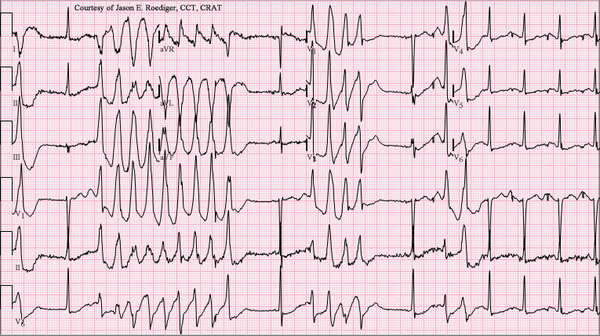 Courtesy of Jason E. Roediger, CCT, CRAT
I
aVR
V1
V4
II
aVL
V2
V5
III
aVF
V3
V6
V1
II
V6